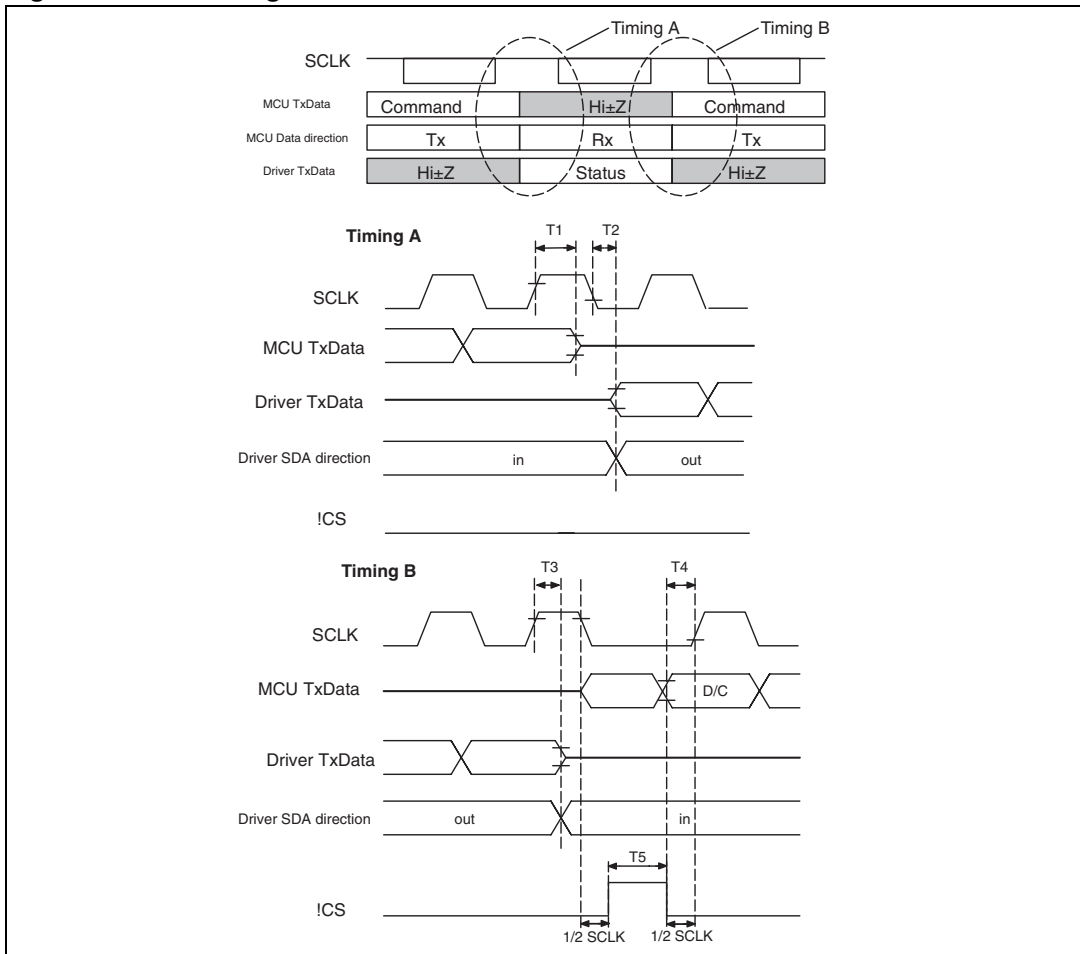 Timing A
Timing B
SCLK
MCU TxData
Command
Hi±Z
Command
MCU Data direction
Tx
Rx
Tx
Driver TxData
Hi±Z
Status
Hi±Z
Timing A
T1
T2
SCLK
MCU TxData
Driver TxData
Driver SDA direction
in
out
!CS
Timing B
T3
T4
SCLK
MCU TxData
D/C
Driver TxData
Driver SDA direction
out
in
T5
!CS
1/2 SCLK
1/2 SCLK